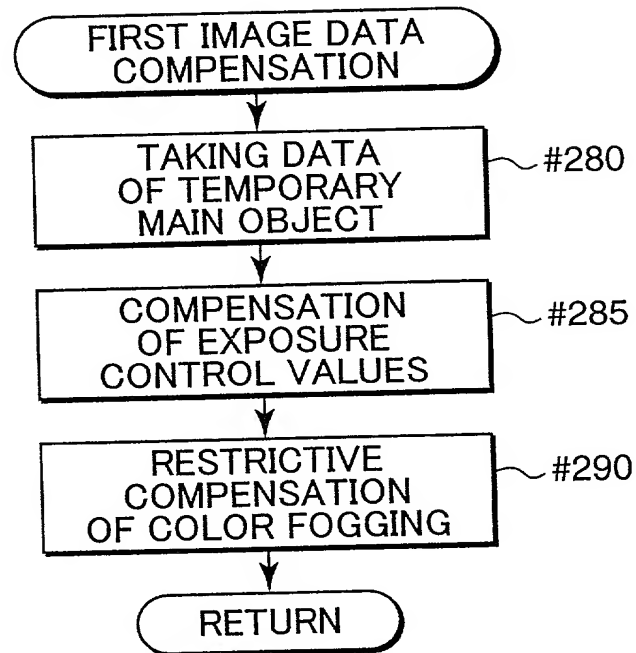 FIRST IMAGE DATA
COMPENSATION
TAKING DATA
OF TEMPORARY
MAIN OBJECT
#280
COMPENSATION
OF EXPOSURE
CONTROL VALUES
#285
RESTRICTIVE
COMPENSATION
OF COLOR FOGGING
#290
RETURN